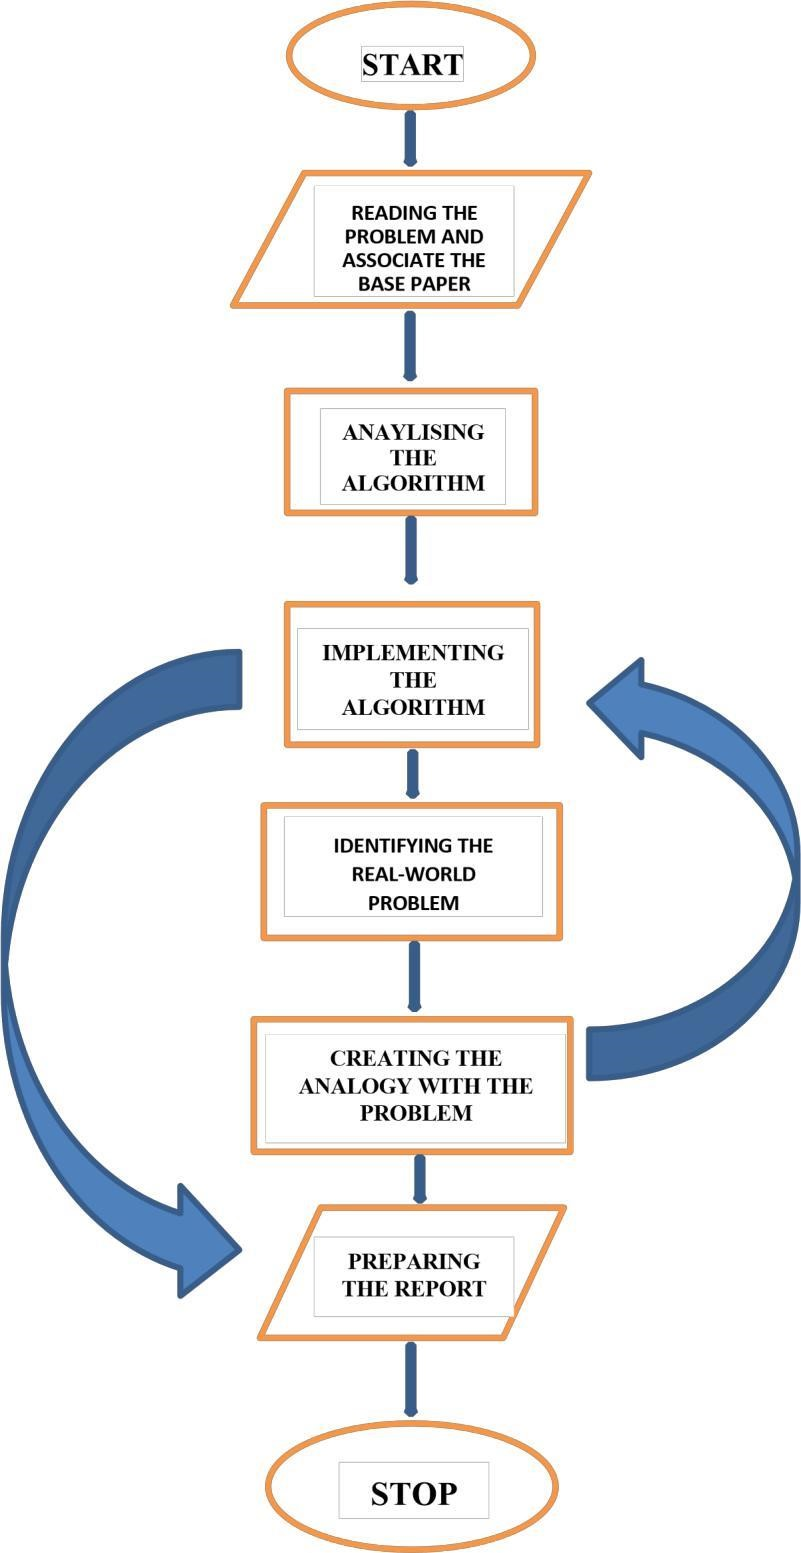 START
READING THE
PROBLEM AND
ASSOCIATE THE
BASE PAPER
ANAYLISING
THE
ALGORITHM
IMPLEMENTING
THE
ALGORITHM
IDENTIFYING THE
REAL-WORLD
PROBLEM
CREATING THE
ANALOGY WITH THE
PROBLEM
PREPARING
THE REPORT
STOP